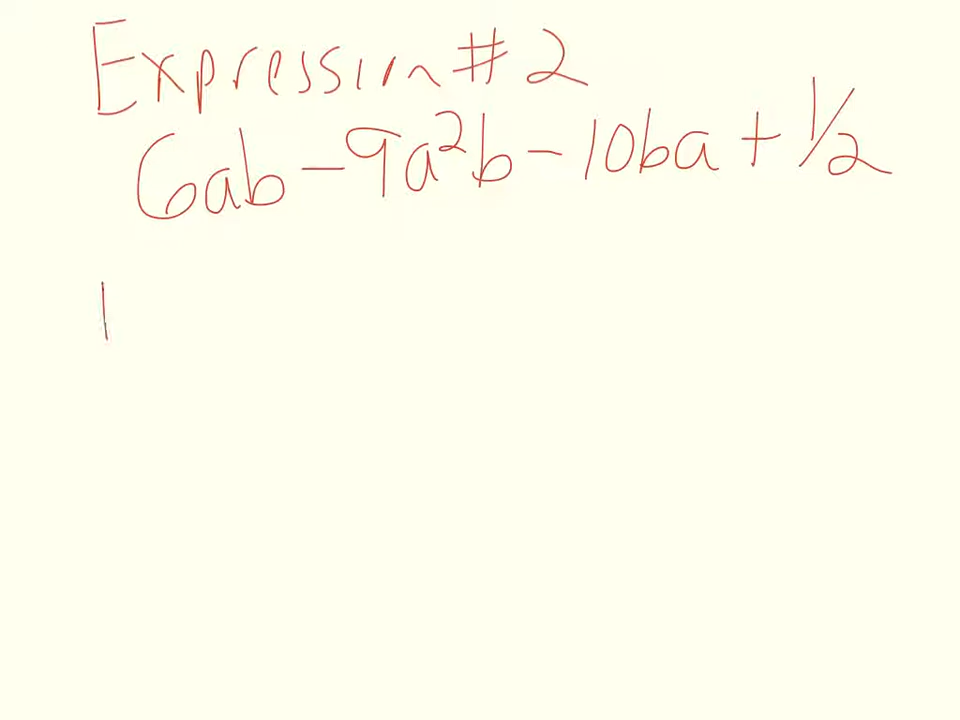 Expression #2
6ab - 9a²b - 10ba + 1/2